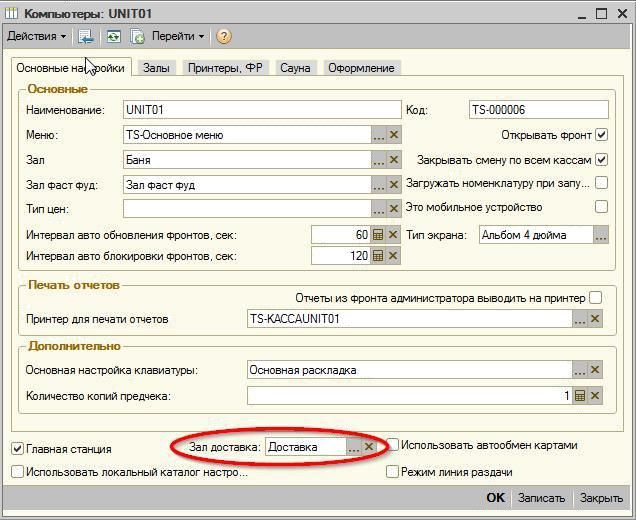 Компьютеры: UNIT01
Действия Перейти
Основные настройки Залы Принтеры, ФР Сауна Оформление
Основные
Наименование: UNIT01 Код: TS-000006
Меню: TS-Основное меню ... Открывать фронт
Зал Баня ... Закрывать смену по всем кассам
Зал фаст фуд: Зал фаст фуд ... Загружать номенклатуру при запу...
Тип цен: ... Это мобильное устройство
Интервал авто обновления фронтов, сек: 60 Тип экрана: Альбом 4 дюйма ...
Интервал авто блокировки фронтов, сек: 120
Печать отчетов
Отчеты из фронта администратора выводить на принтер
Принтер для печати отчетов TS-КАССАUNIT01 ...
Дополнительно
Основная настройка клавиатуры: Основная раскладка ...
Количество копий предчека: 1
Главная станция Зал доставка: Доставка ... Использовать автообмен картами
Использовать локальный каталог настро... Режим линия раздачи
OK Записать Закрыть